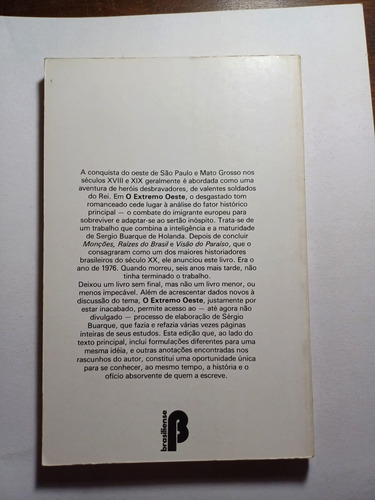 A conquista do oeste de São Paulo e Mato Grosso nos
séculos XVIII e XIX geralmente é abordada como uma
aventura de heróis desbravadores, de valentes soldados
do Rei. Em O Extremo Oeste, o desgastado tom
romanceado cede lugar à análise do fator histórico
principal — o combate do imigrante europeu para
sobreviver e adaptar-se ao sertão inóspito. Trata-se de
um trabalho que combina a inteligência e a maturidade
de Sergio Buarque de Holanda. Depois de concluir
Monções, Raízes do Brasil e Visão do Paraíso, que o
consagraram como um dos maiores historiadores
brasileiros do século XX, ele anunciou este livro. Era o
ano de 1976. Quando morreu, seis anos mais tarde, não
tinha terminado o trabalho.
Deixou um livro sem final, mas não um livro menor, ou
menos impecável. Além de acrescentar dados novos à
discussão do tema, O Extremo Oeste, justamente por
estar inacabado, permite acesso ao — até agora não
divulgado — processo de elaboração de Sérgio
Buarque, que fazia e refazia várias vezes páginas
inteiras de seus estudos. Esta edição que, ao lado do
texto principal, inclui formulações diferentes para uma
mesma idéia, e outras anotações encontradas nos
rascunhos do autor, constitui uma oportunidade única
para se conhecer, ao mesmo tempo, a história e o
ofício absorvente de quem a escreve.
brasiliense